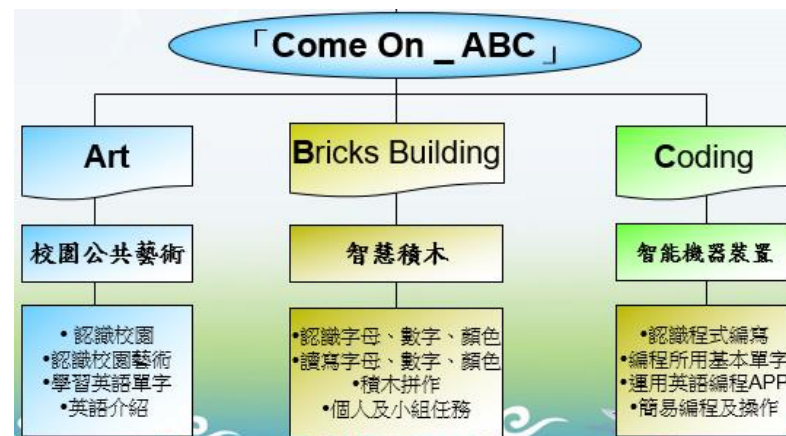 「Come On _ ABC」
Art
Bricks Building
Coding
校園公共藝術
智慧積木
智能機器裝置
•認識校園
•認識校園藝術
•學習英語單字
•英語介紹
•認識字母、數字、顏色
•讀寫字母、數字、顏色
•積木拼作
•個人及小組任務
•認識程式編寫
•編程所用基本單字
•運用英語編程APP
•簡易編程及操作